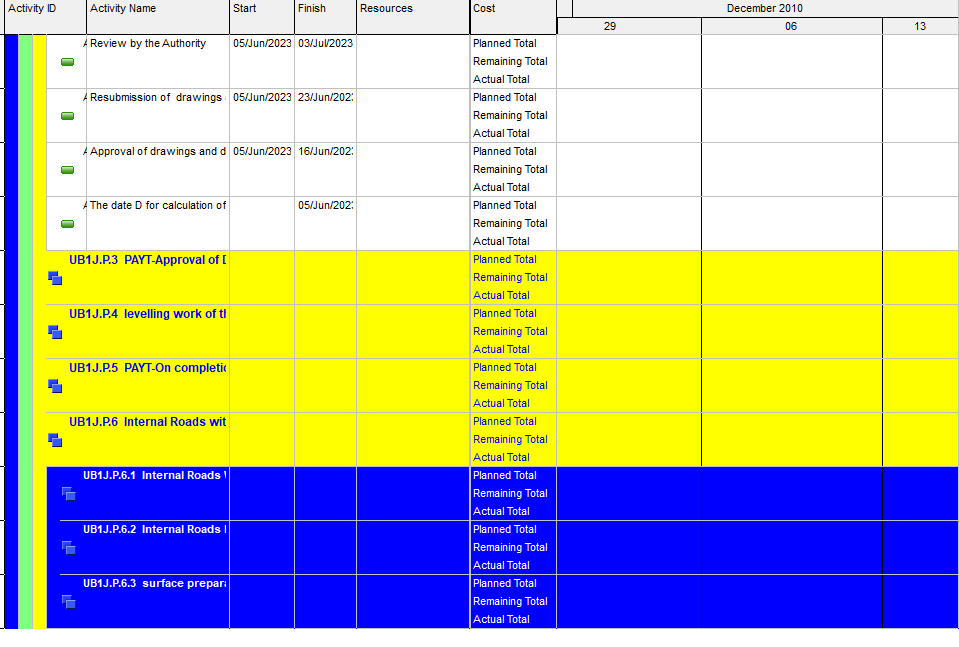 Activity ID Activity Name Start Finish Resources Cost December 2010
29 06 13
Review by the Authority 05/Jun/2023 03/Jul/2023 Planned Total
Remaining Total
Actual Total
Resubmission of drawings 05/Jun/2023 23/Jun/202 Planned Total
Remaining Total
Actual Total
Approval of drawings and d 05/Jun/2023 16/Jun/202 Planned Total
Remaining Total
Actual Total
The date D for calculation of 05/Jun/202 Planned Total
Remaining Total
Actual Total
UB1J.P.3 PAYT-Approval of D Planned Total
Remaining Total
Actual Total
UB1J.P.4 levelling work of th Planned Total
Remaining Total
Actual Total
UB1J.P.5 PAYT-On completic Planned Total
Remaining Total
Actual Total
UB1J.P.6 Internal Roads wit Planned Total
Remaining Total
Actual Total
UB1J.P.6.1 Internal Roads Planned Total
Remaining Total
Actual Total
UB1J.P.6.2 Internal Roads Planned Total
Remaining Total
Actual Total
UB1J.P.6.3 surface prepara Planned Total
Remaining Total
Actual Total